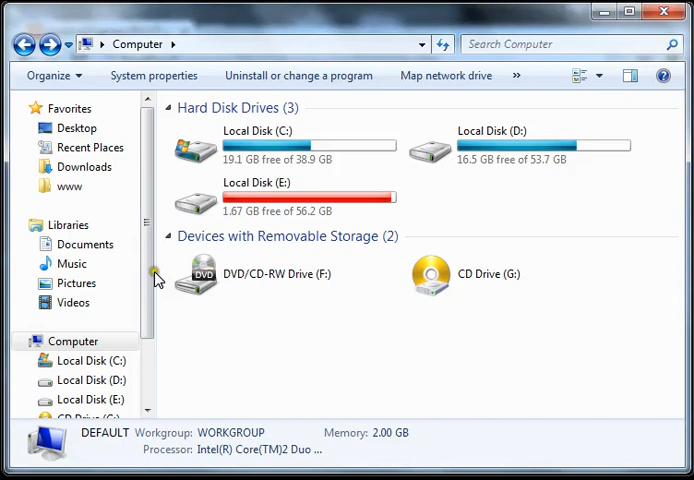 Computer
Search Computer
Organize
System properties
Uninstall or change a program
Map network drive
»
Favorites
Desktop
Recent Places
Downloads
www
Libraries
Documents
Music
Pictures
Videos
Computer
Local Disk (C:)
Local Disk (D:)
Local Disk (E:)
CD Drive (G:)
Hard Disk Drives (3)
Local Disk (C:)
19.1 GB free of 38.9 GB
Local Disk (D:)
16.5 GB free of 53.7 GB
Local Disk (E:)
1.67 GB free of 56.2 GB
Devices with Removable Storage (2)
DVD
DVD/CD-RW Drive (F:)
CD Drive (G:)
DEFAULT Workgroup: WORKGROUP Memory: 2.00 GB
Processor: Intel(R) Core(TM)2 Duo ...